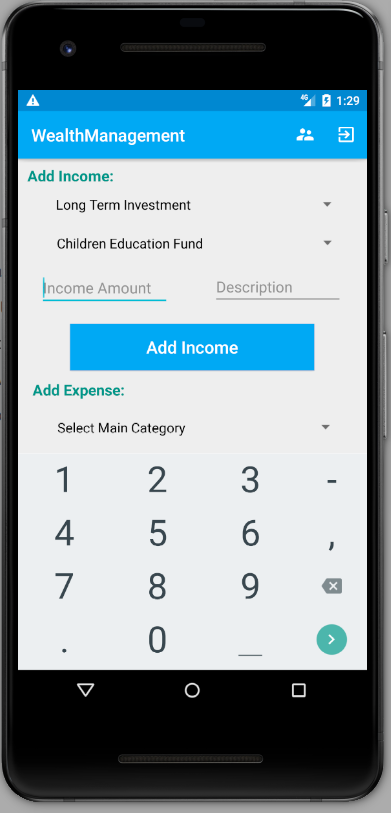 4G 1:29
WealthManagement
Add Income:
Long Term Investment
Children Education Fund
Income Amount Description
Add Income
Add Expense:
Select Main Category
1 2 3 -
4 5 6 ,
7 8 9
. 0 _